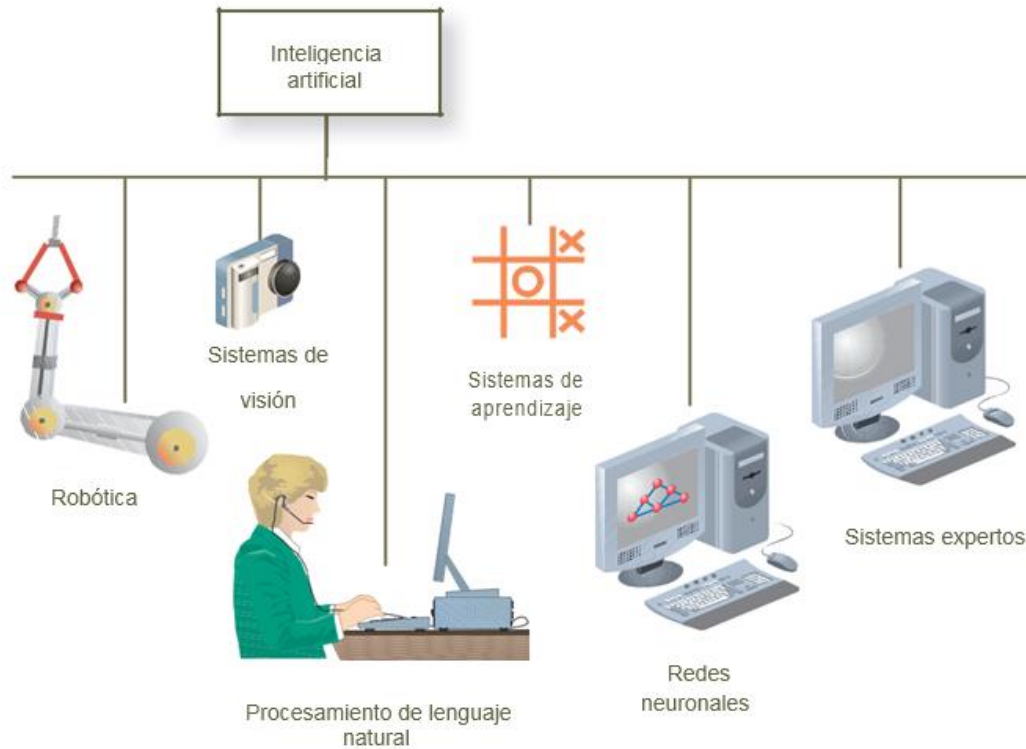 Inteligencia
artificial
Sistemas de
visión
Sistemas de
aprendizaje
Robótica
Sistemas expertos
Procesamiento de lenguaje
natural
Redes
neuronales